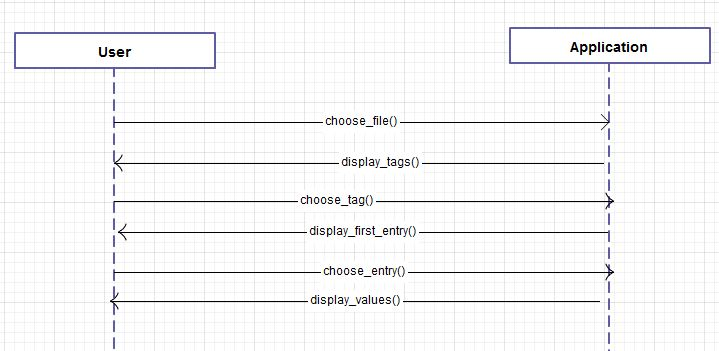 User
Application
choose_file()
display_tags()
choose_tag()
display_first_entry()
choose_entry()
display_values()